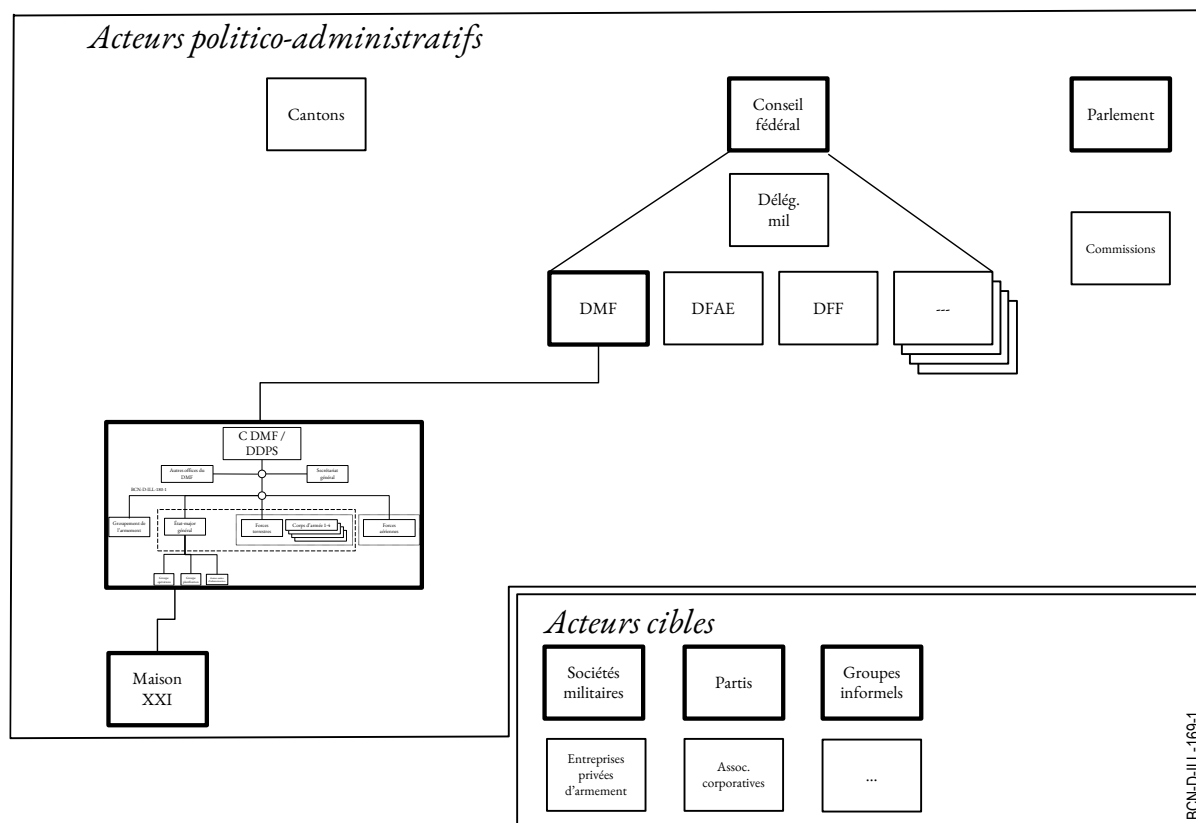 Acteurs politico-administratifs
Cantons
Conseil
fédéral
Parlement
Délég.
mil
Commissions
DMF
DFAE
DFF
---
C DMF /
DDPS
Autres offices du
DMF
Secrétariat
général
Groupement de
l'armement
État-major
général
Forces
terrestres
Corps d'armée 1-4
Forces
aériennes
Groupe
Groupe
Maison
XXI
Acteurs cibles
Sociétés
militaires
Partis
Groupes
informels
Entreprises
privées
d'armement
Assoc.
corporatives
...
BCN-D-ILL-169-1